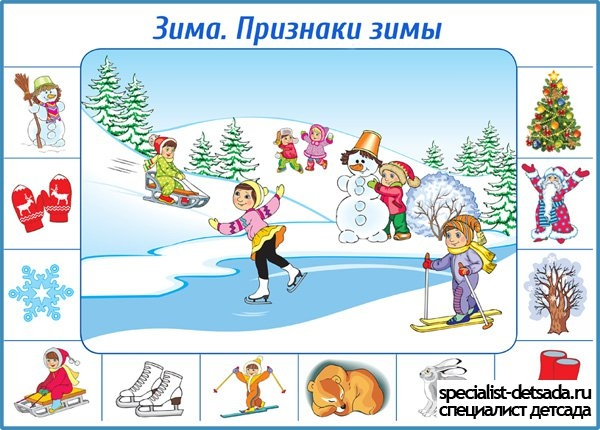 Зима. Признаки зимы
specialist-detsada.ru
специалист детсада